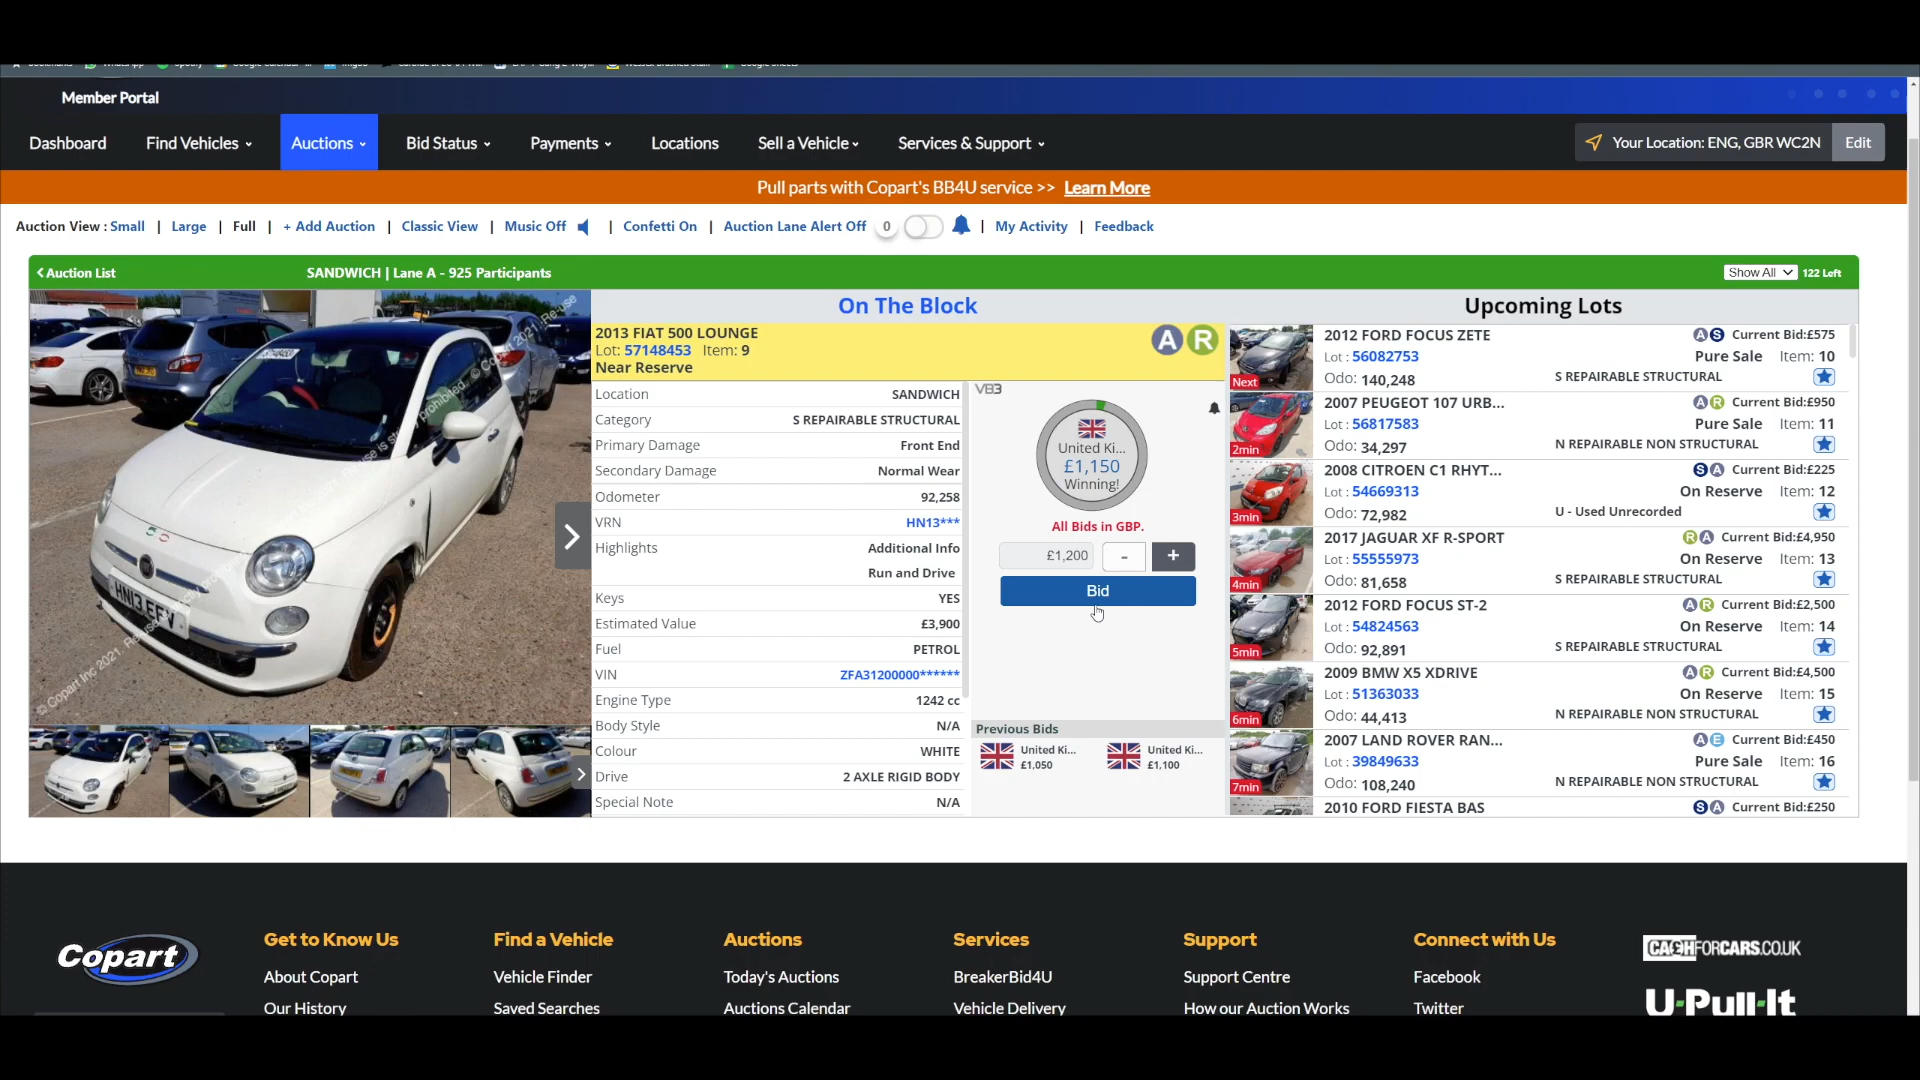 Member Portal
Dashboard
Find Vehicles
Auctions
Bid Status
Payments
Locations
Sell a Vehicle
Services & Support
Your Location: ENG, GBR WC2N
Edit
Pull parts with Copart's BB4U service >> Learn More
Auction View : Small | Large | Full | + Add Auction | Classic View | Music Off | Confetti On | Auction Lane Alert Off 0 | My Activity | Feedback
Auction List
SANDWICH | Lane A - 925 Participants
Show All
122 Left
On The Block
2013 FIAT 500 LOUNGE
Lot: 57148453 Item: 9
Near Reserve
A R
Location SANDWICH
Category S REPAIRABLE STRUCTURAL
Primary Damage Front End
Secondary Damage Normal Wear
Odometer 92,258
VRN HN13***
Highlights Additional Info
Run and Drive
Keys YES
Estimated Value £3,900
Fuel PETROL
VIN ZFA31200000******
Engine Type 1242 cc
Body Style N/A
Colour WHITE
Drive 2 AXLE RIGID BODY
Special Note N/A
VB3
United Ki...
£1,150
Winning!
All Bids in GBP.
£1,200
-
+
Bid
Previous Bids
United Ki...
£1,050
United Ki...
£1,100
Upcoming Lots
Next
2012 FORD FOCUS ZETE A S Current Bid:£575
Lot : 56082753 Pure Sale Item: 10
Odo: 140,248 S REPAIRABLE STRUCTURAL
2min
2007 PEUGEOT 107 URB... A R Current Bid:£950
Lot : 56817583 Pure Sale Item: 11
Odo: 34,297 N REPAIRABLE NON STRUCTURAL
3min
2008 CITROEN C1 RHYT... S A Current Bid:£225
Lot : 54669313 On Reserve Item: 12
Odo: 72,982 U - Used Unrecorded
4min
2017 JAGUAR XF R-SPORT R A Current Bid:£4,950
Lot : 55555973 On Reserve Item: 13
Odo: 81,658 S REPAIRABLE STRUCTURAL
5min
2012 FORD FOCUS ST-2 A R Current Bid:£2,500
Lot : 54824563 On Reserve Item: 14
Odo: 92,891 S REPAIRABLE STRUCTURAL
6min
2009 BMW X5 XDRIVE A R Current Bid:£4,500
Lot : 51363033 On Reserve Item: 15
Odo: 44,413 N REPAIRABLE NON STRUCTURAL
7min
2007 LAND ROVER RAN... A E Current Bid:£450
Lot : 39849633 Pure Sale Item: 16
Odo: 108,240 N REPAIRABLE NON STRUCTURAL
2010 FORD FIESTA BAS S A Current Bid:£250
Copart
Get to Know Us
About Copart
Our History
Find a Vehicle
Vehicle Finder
Saved Searches
Auctions
Today's Auctions
Auctions Calendar
Services
BreakerBid4U
Vehicle Delivery
Support
Support Centre
How our Auction Works
Connect with Us
Facebook
Twitter
CASHFORCARS.CO.UK
U-Pull-It